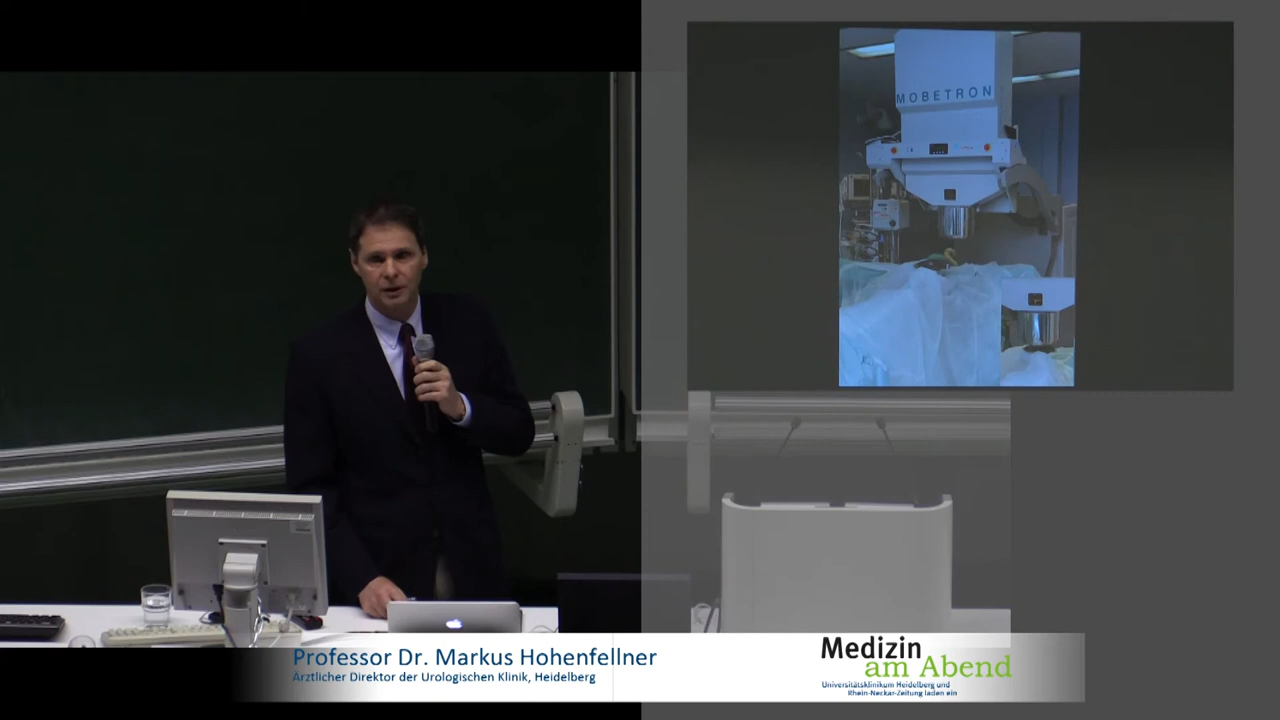 MOBETRON
Professor Dr. Markus Hohenfellner
Ärztlicher Direktor der Urologischen Klinik, Heidelberg
Medizin
am Abend
Universitätsklinikum Heidelberg und
Rhein-Neckar-Zeitung laden ein